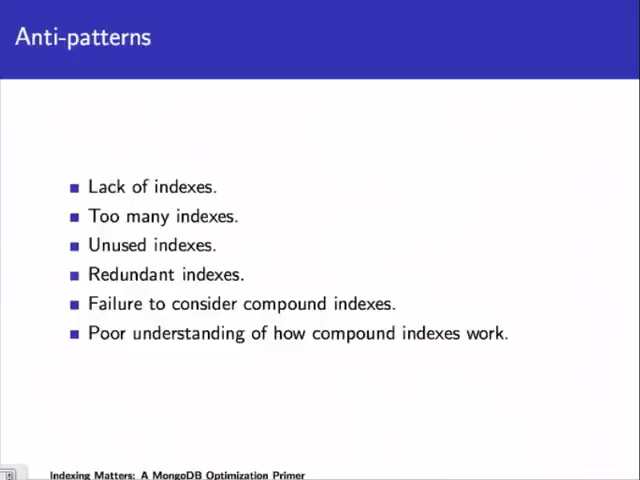 Anti-patterns
Lack of indexes.
Too many indexes.
Unused indexes.
Redundant indexes.
Failure to consider compound indexes.
Poor understanding of how compound indexes work.
Indexing Matters: A MongoDB Optimization Primer